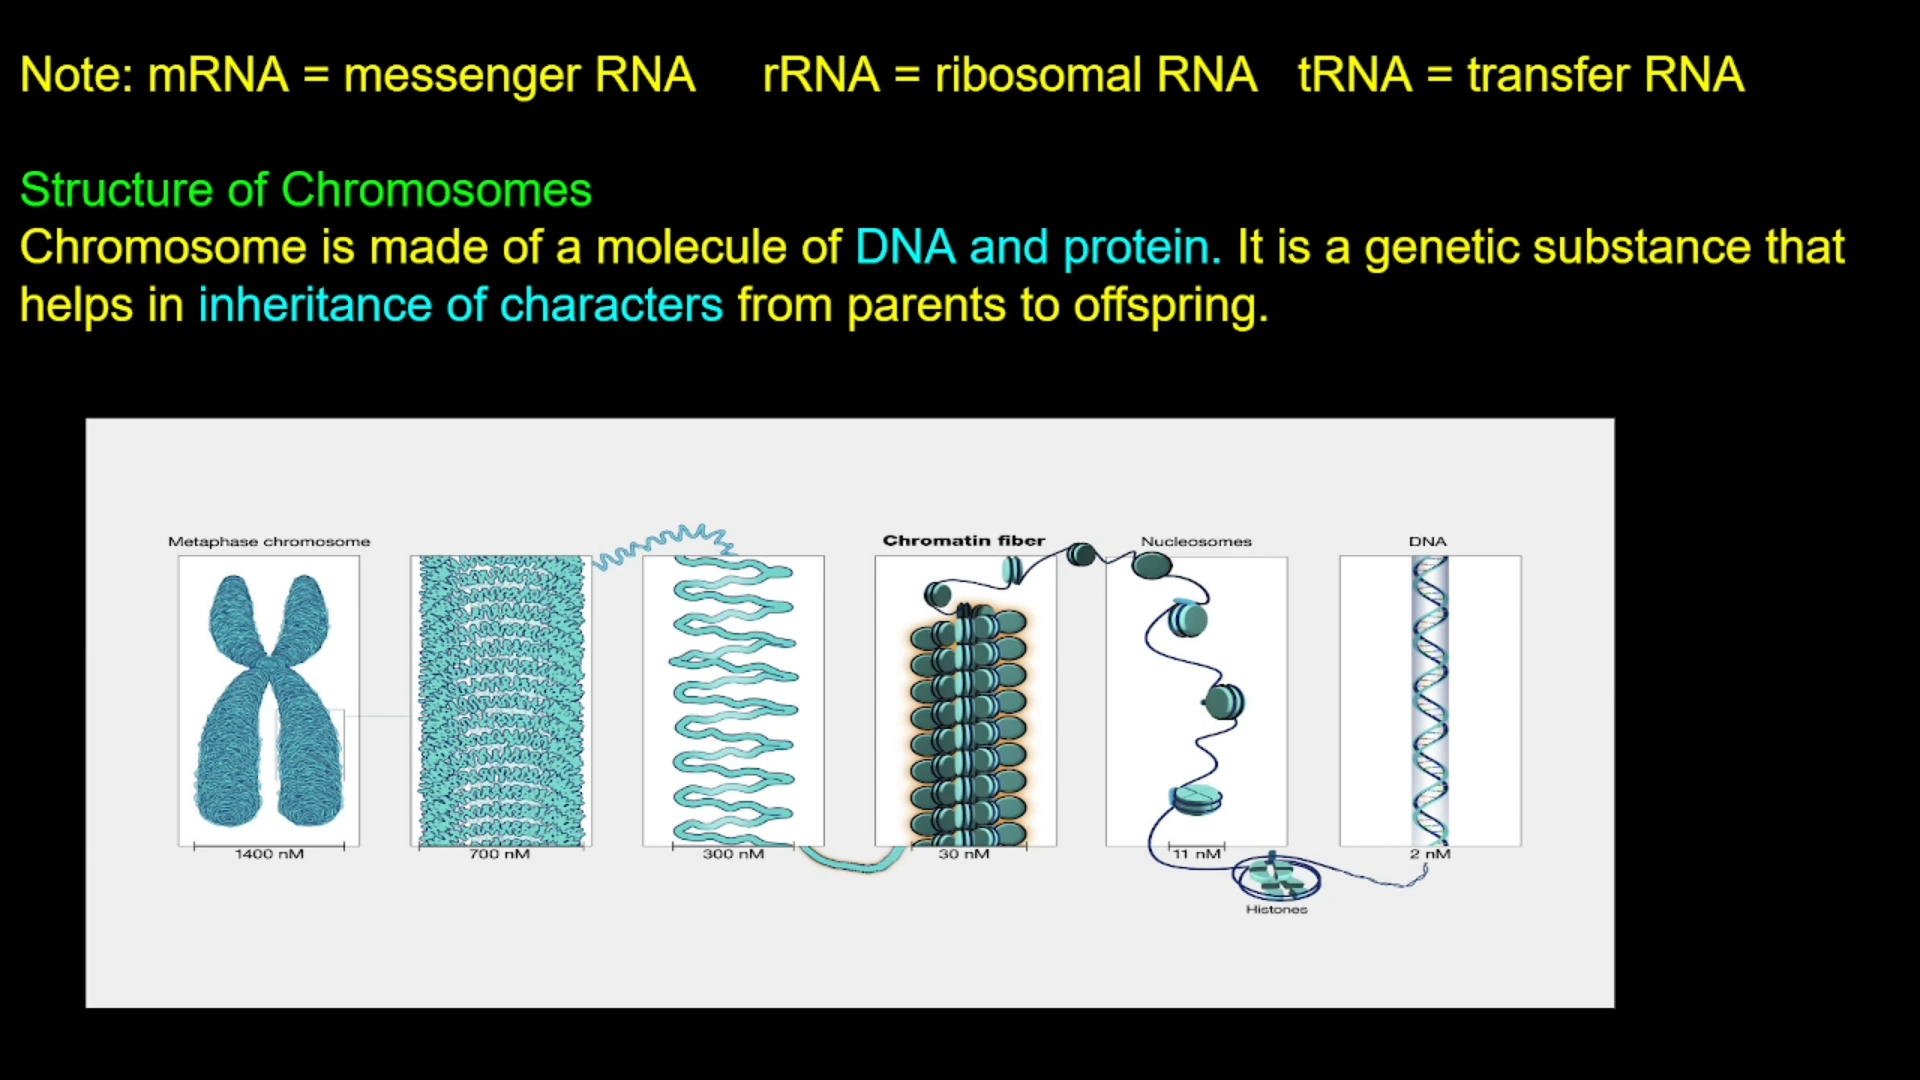 Note: mRNA = messenger RNA rRNA = ribosomal RNA tRNA = transfer RNA
Structure of Chromosomes
Chromosome is made of a molecule of DNA and protein. It is a genetic substance that
helps in inheritance of characters from parents to offspring.
Metaphase chromosome
Chromatin fiber
Nucleosomes
DNA
1400 nM
700 nM
300 nM
30 nM
11 nM
2 nM
Histones